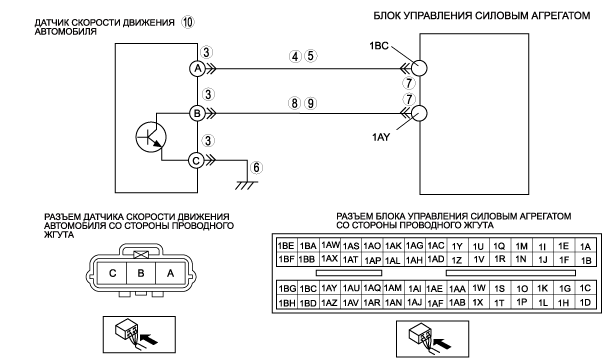 ДАТЧИК СКОРОСТИ ДВИЖЕНИЯ
АВТОМОБИЛЯ
10
БЛОК УПРАВЛЕНИЯ СИЛОВЫМ АГРЕГАТОМ
3
4 5
1BC
A
7
3
8 9
7
B
1AY
3
C
6
РАЗЪЕМ ДАТЧИКА СКОРОСТИ ДВИЖЕНИЯ
АВТОМОБИЛЯ СО СТОРОНЫ ПРОВОДНОГО
ЖГУТА
C B A
РАЗЪЕМ БЛОКА УПРАВЛЕНИЯ СИЛОВЫМ АГРЕГАТОМ
СО СТОРОНЫ ПРОВОДНОГО ЖГУТА
1BE 1BA 1AW 1AS 1AO 1AK 1AG 1AC 1Y 1U 1Q 1M 1I 1E 1A
1BF 1BB 1AX 1AT 1AP 1AL 1AH 1AD 1Z 1V 1R 1N 1J 1F 1B
1BG 1BC 1AY 1AU 1AQ 1AM 1AI 1AE 1AA 1W 1S 1O 1K 1G 1C
1BH 1BD 1AZ 1AV 1AR 1AN 1AJ 1AF 1AB 1X 1T 1P 1L 1H 1D